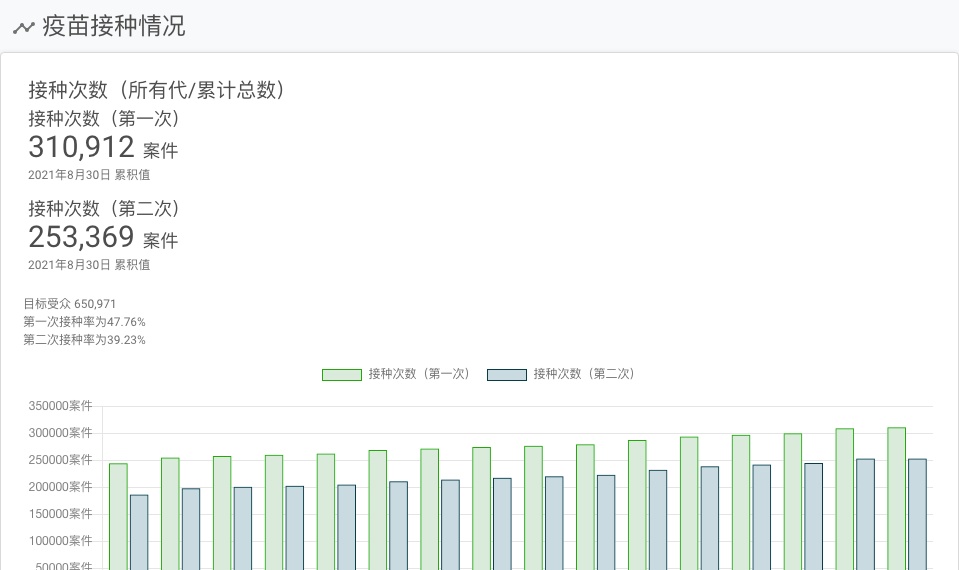 疫苗接种情况
接种次数（所有代/累计总数）
接种次数（第一次）
310,912 案件
2021年8月30日 累积值
接种次数（第二次）
253,369 案件
2021年8月30日 累积值
目标受众 650,971
第一次接种率为47.76%
第二次接种率为39.23%
接种次数（第一次） 接种次数（第二次）
350000案件
300000案件
250000案件
200000案件
150000案件
100000案件
50000案件